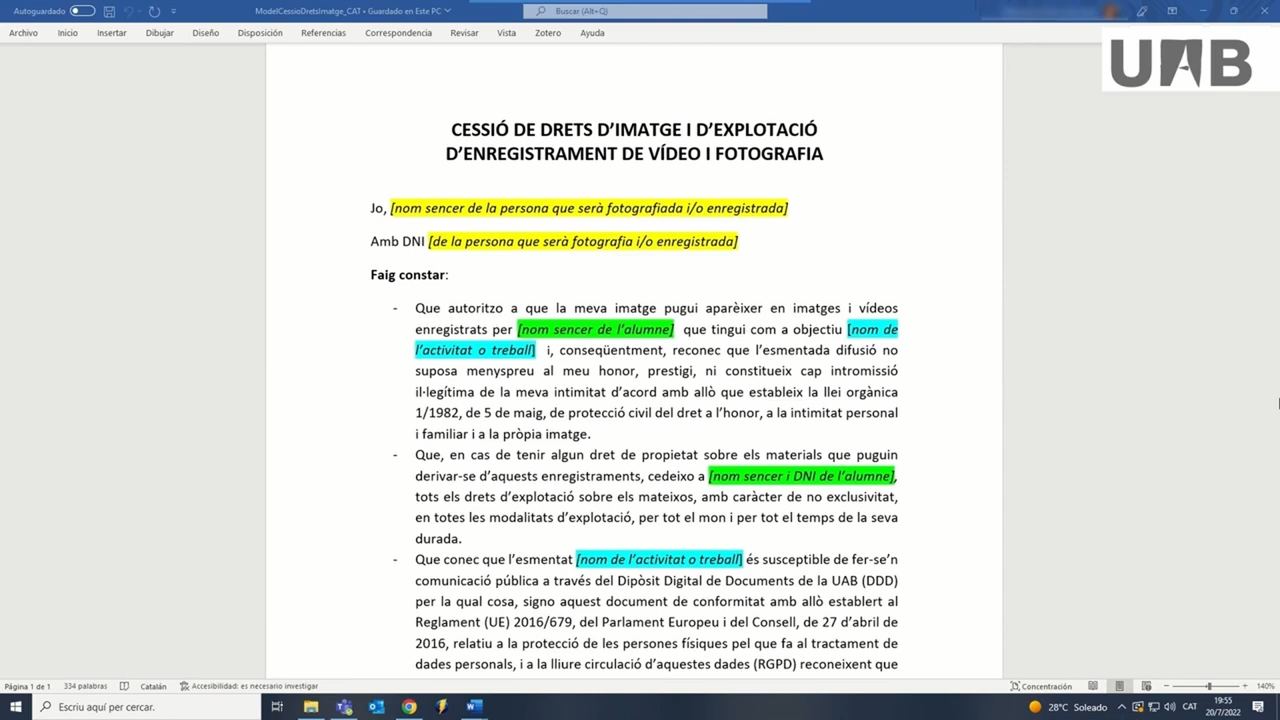 Autoguardado
ModelCessioDretsImatge_CAT • Guardado en Este PC
Buscar (Alt+Q)
Archivo Inicio Insertar Dibujar Diseño Disposición Referencias Correspondencia Revisar Vista Zotero Ayuda
UAB
CESSIÓ DE DRETS D’IMATGE I D’EXPLOTACIÓ
D’ENREGISTRAMENT DE VÍDEO I FOTOGRAFIA
Jo, [nom sencer de la persona que serà fotografiada i/o enregistrada]
Amb DNI [de la persona que serà fotografia i/o enregistrada]
Faig constar:
- Que autoritzo a que la meva imatge pugui aparèixer en imatges i vídeos
enregistrats per [nom sencer de l’alumne] que tingui com a objectiu [nom de
l’activitat o treball] i, conseqüentment, reconec que l’esmentada difusió no
suposa menyspreu al meu honor, prestigi, ni constitueix cap intromissió
il·legítima de la meva intimitat d’acord amb allò que estableix la llei orgànica
1/1982, de 5 de maig, de protecció civil del dret a l’honor, a la intimitat personal
i familiar i a la pròpia imatge.
- Que, en cas de tenir algun dret de propietat sobre els materials que puguin
derivar-se d’aquests enregistraments, cedeixo a [nom sencer i DNI de l’alumne],
tots els drets d’explotació sobre els mateixos, amb caràcter de no exclusivitat,
en totes les modalitats d’explotació, per tot el mon i per tot el temps de la seva
durada.
- Que conec que l’esmentat [nom de l’activitat o treball] és susceptible de fer-se’n
comunicació pública a través del Dipòsit Digital de Documents de la UAB (DDD)
per la qual cosa, signo aquest document de conformitat amb allò establert al
Reglament (UE) 2016/679, del Parlament Europeu i del Consell, de 27 d’abril de
2016, relatiu a la protecció de les persones físiques pel que fa al tractament de
dades personals, i a la lliure circulació d’aquestes dades (RGPD) reconeixent que
Página 1 de 1 334 palabras Catalán Accesibilidad: es necesario investigar Concentración 140%
Escriu aquí per cercar.
28°C Soleado CAT 19:55
20/7/2022